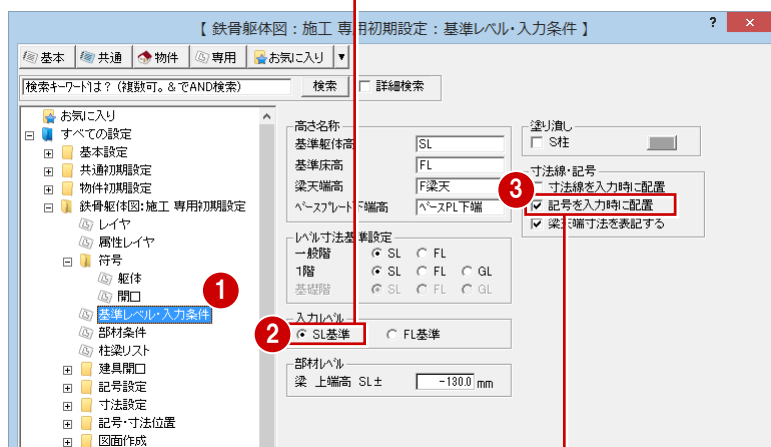 【 鉄骨躯体図：施工 専用初期設定：基準レベル・入力条件 】 ? ×
基本 共通 物件 専用 お気に入り ▼
検索キーワードは？（複数可。＆でAND検索） 検索 詳細検索
お気に入り
すべての設定
基本設定
共通初期設定
物件初期設定
鉄骨躯体図:施工 専用初期設定
レイヤ
属性レイヤ
符号
躯体
開口
基準レベル・入力条件
部材条件
柱梁リスト
建具開口
記号設定
寸法設定
記号・寸法位置
図面作成
1
高さ名称
基準躯体高 SL
基準床高 FL
梁天端高 F梁天
ベースプレート下端高 ベースPL下端
レベル寸法基準設定
一般階 SL FL
1階 SL FL GL
基礎階 SL FL GL
入力レベル
2 SL基準 FL基準
部材レベル
梁 上端高 SL± -130.0 mm
塗り潰し
S柱
寸法線・記号
3 寸法線を入力時に配置
記号を入力時に配置
梁天端寸法を表記する